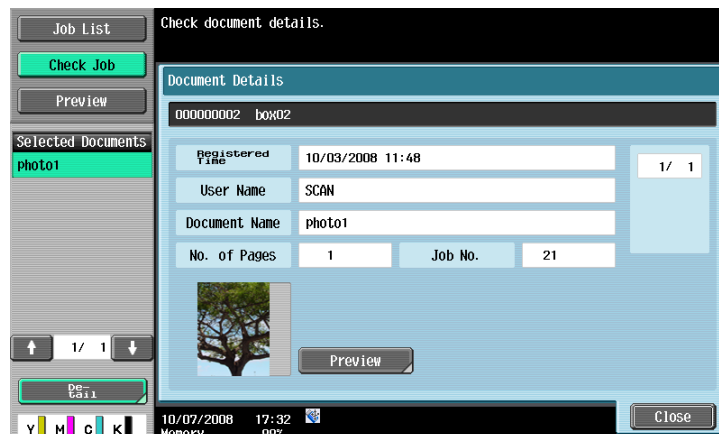 Job List
Check Job
Preview
Selected Documents
photo1
1/ 1
De-
tail
Y M C K
Check document details.
Document Details
000000002 box02
Registered
Time
10/03/2008 11:48
User Name
SCAN
Document Name
photo1
No. of Pages
1
Job No.
21
1/ 1
Preview
Close
10/07/2008 17:32
Memory